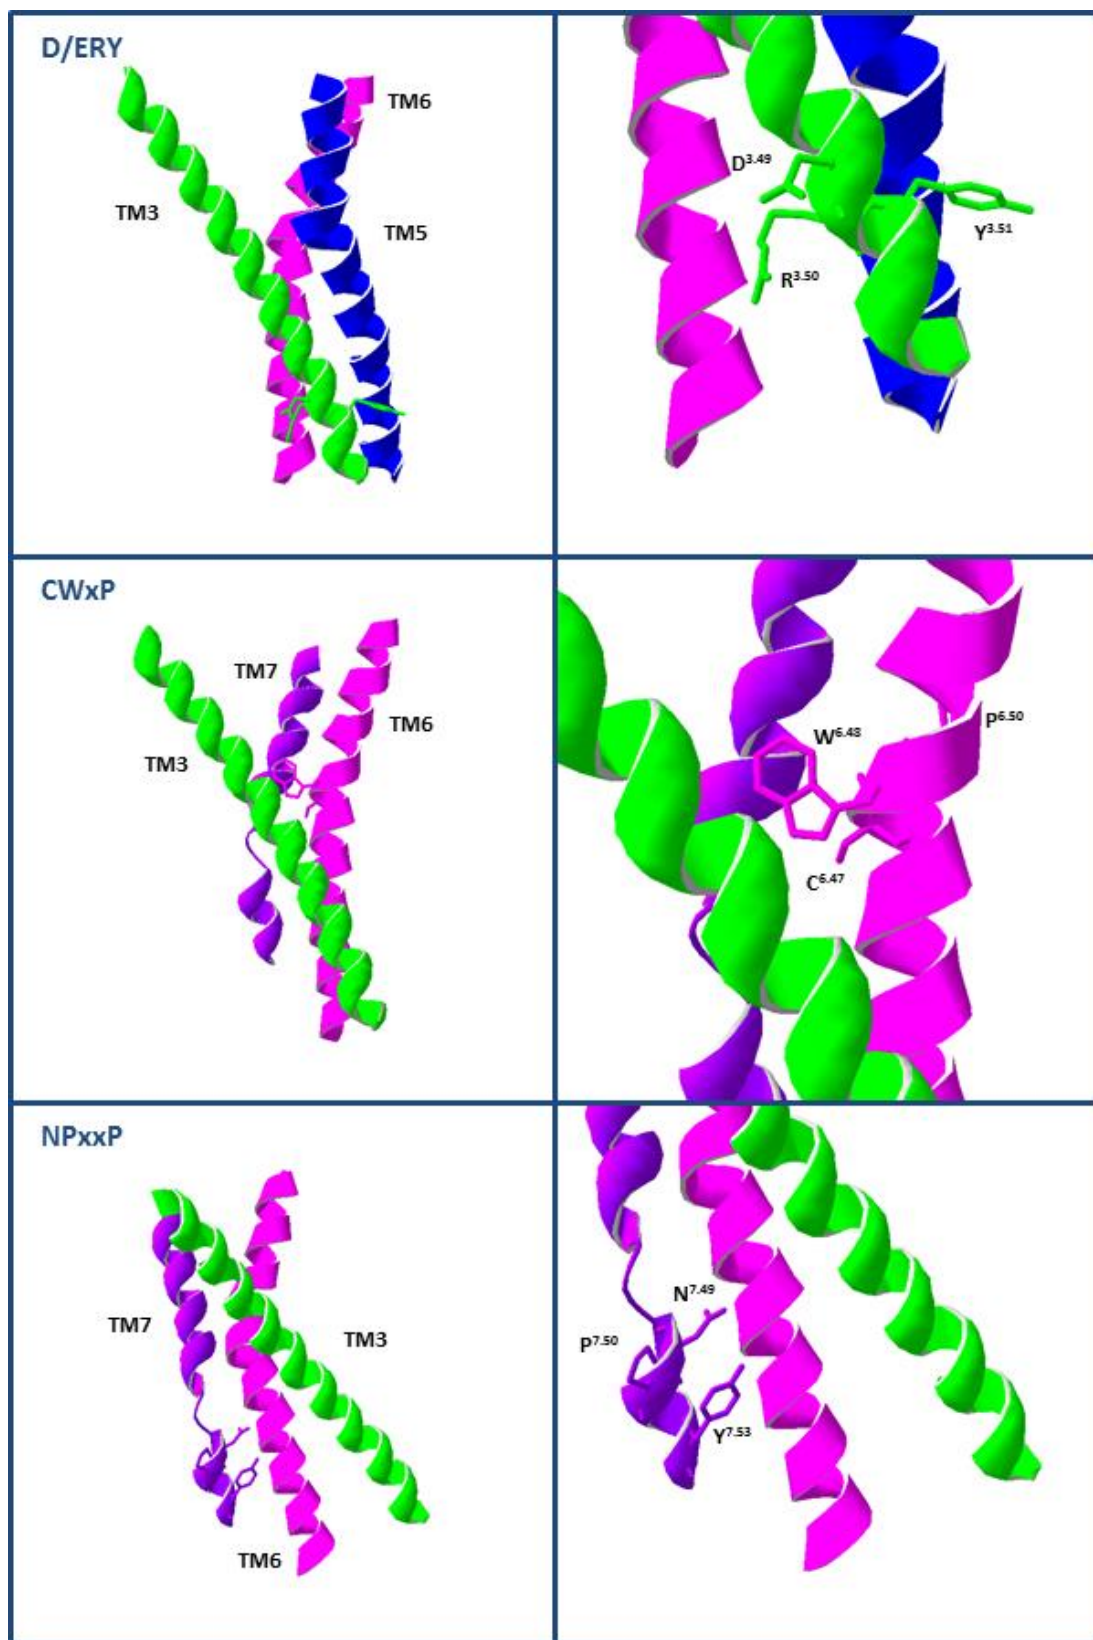 D/ERY
TM6
TM3
TM5
D3.49
Y3.51
R3.50
CWxP
TM7
TM6
TM3
P6.50
W6.48
C6.47
NPxxP
TM7
TM3
TM6
N7.49
P7.50
Y7.53